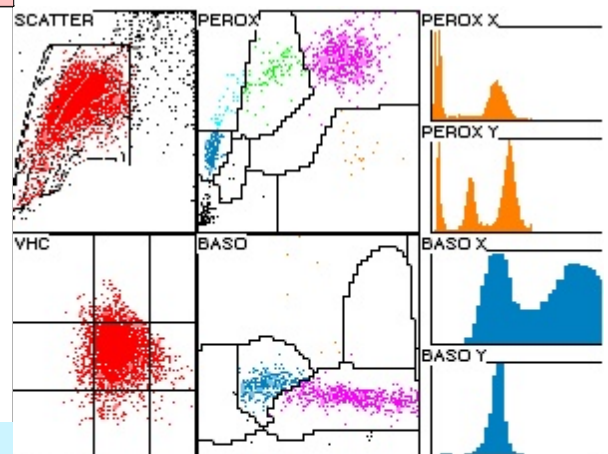 SCATTER
PEROX
PEROX X
PEROX Y
VHC
BASO
BASO X
BASO Y